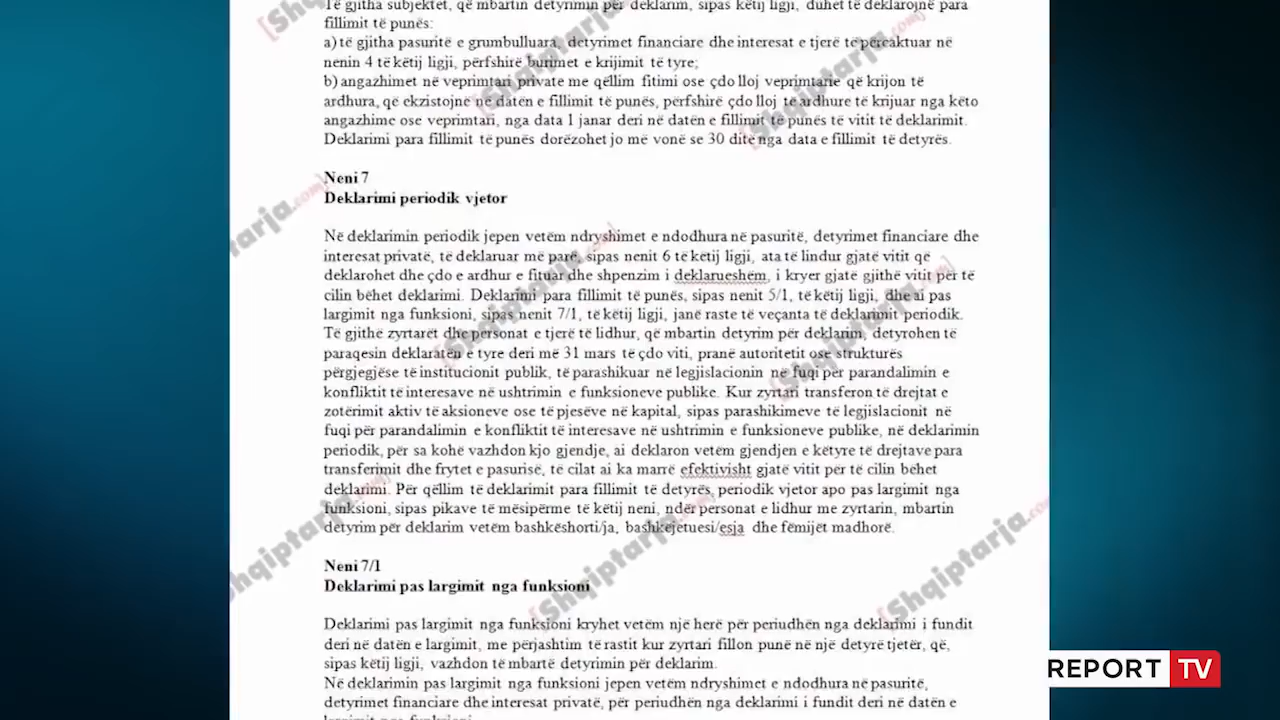 Të gjitha subjektet, që mbartin detyrimin për deklarim, sipas këtij ligji, duhet të deklarojnë para
fillimit të punës:
a) të gjitha pasuritë e grumbulluara, detyrimet financiare dhe interesat e tjerë të përcaktuar në
nenin 4 të këtij ligji, përfshirë burimet e krijimit të tyre;
b) angazhimet në veprimtari private me qëllim fitimi ose çdo lloj veprimtarie që krijon të
ardhura, që ekzistojnë në datën e fillimit të punës, përfshirë çdo lloj të ardhure të krijuar nga këto
angazhime ose veprimtari, nga data 1 janar deri në datën e fillimit të punës të vitit të deklarimit.
Deklarimi para fillimit të punës dorëzohet jo më vonë se 30 ditë nga data e fillimit të detyrës.
Neni 7
Deklarimi periodik vjetor
Në deklarimin periodik jepen vetëm ndryshimet e ndodhura në pasuritë, detyrimet financiare dhe
interesat privatë, të deklaruar më parë, sipas nenit 6 të këtij ligji, ata të lindur gjatë vitit që
deklarohet dhe çdo e ardhur e fituar dhe shpenzim i deklarueshëm, i kryer gjatë gjithë vitit për të
cilin bëhet deklarimi. Deklarimi para fillimit të punës, sipas nenit 5/1, të këtij ligji, dhe ai pas
largimit nga funksioni, sipas nenit 7/1, të këtij ligji, janë raste të veçanta të deklarimit periodik.
Të gjithë zyrtarët dhe personat e tjerë të lidhur, që mbartin detyrim për deklarim, detyrohen të
paraqesin deklaratën e tyre deri më 31 mars të çdo viti, pranë autoritetit ose strukturës
përgjegjëse të institucionit publik, të parashikuar në legjislacionin në fuqi për parandalimin e
konfliktit të interesave në ushtrimin e funksioneve publike. Kur zyrtari transferon të drejtat e
zotërimit aktiv të aksioneve ose të pjesëve në kapital, sipas parashikimeve të legjislacionit në
fuqi për parandalimin e konfliktit të interesave në ushtrimin e funksioneve publike, në deklarimin
periodik, për sa kohë vazhdon kjo gjendje, ai deklaron vetëm gjendjen e këtyre të drejtave para
transferimit dhe frytet e pasurisë, të cilat ai ka marrë efektivisht gjatë vitit për të cilin bëhet
deklarimi. Për qëllim të deklarimit para fillimit të detyrës, periodik vjetor apo pas largimit nga
funksioni, sipas pikave të mësipërme të këtij neni, ndër personat e lidhur me zyrtarin, mbartin
detyrim për deklarim vetëm bashkëshorti/ja, bashkëjetuesi/esja dhe fëmijët madhorë.
Neni 7/1
Deklarimi pas largimit nga funksioni
Deklarimi pas largimit nga funksioni kryhet vetëm një herë për periudhën nga deklarimi i fundit
deri në datën e largimit, me përjashtim të rastit kur zyrtari fillon punë në një detyrë tjetër, që,
sipas këtij ligji, vazhdon të mbartë detyrimin për deklarim.
Në deklarimin pas largimit nga funksioni jepen vetëm ndryshimet e ndodhura në pasuritë,
detyrimet financiare dhe interesat privatë, për periudhën nga deklarimi i fundit deri në datën e
largimit nga funksioni.
[Shqiptarja.com]
REPORT TV